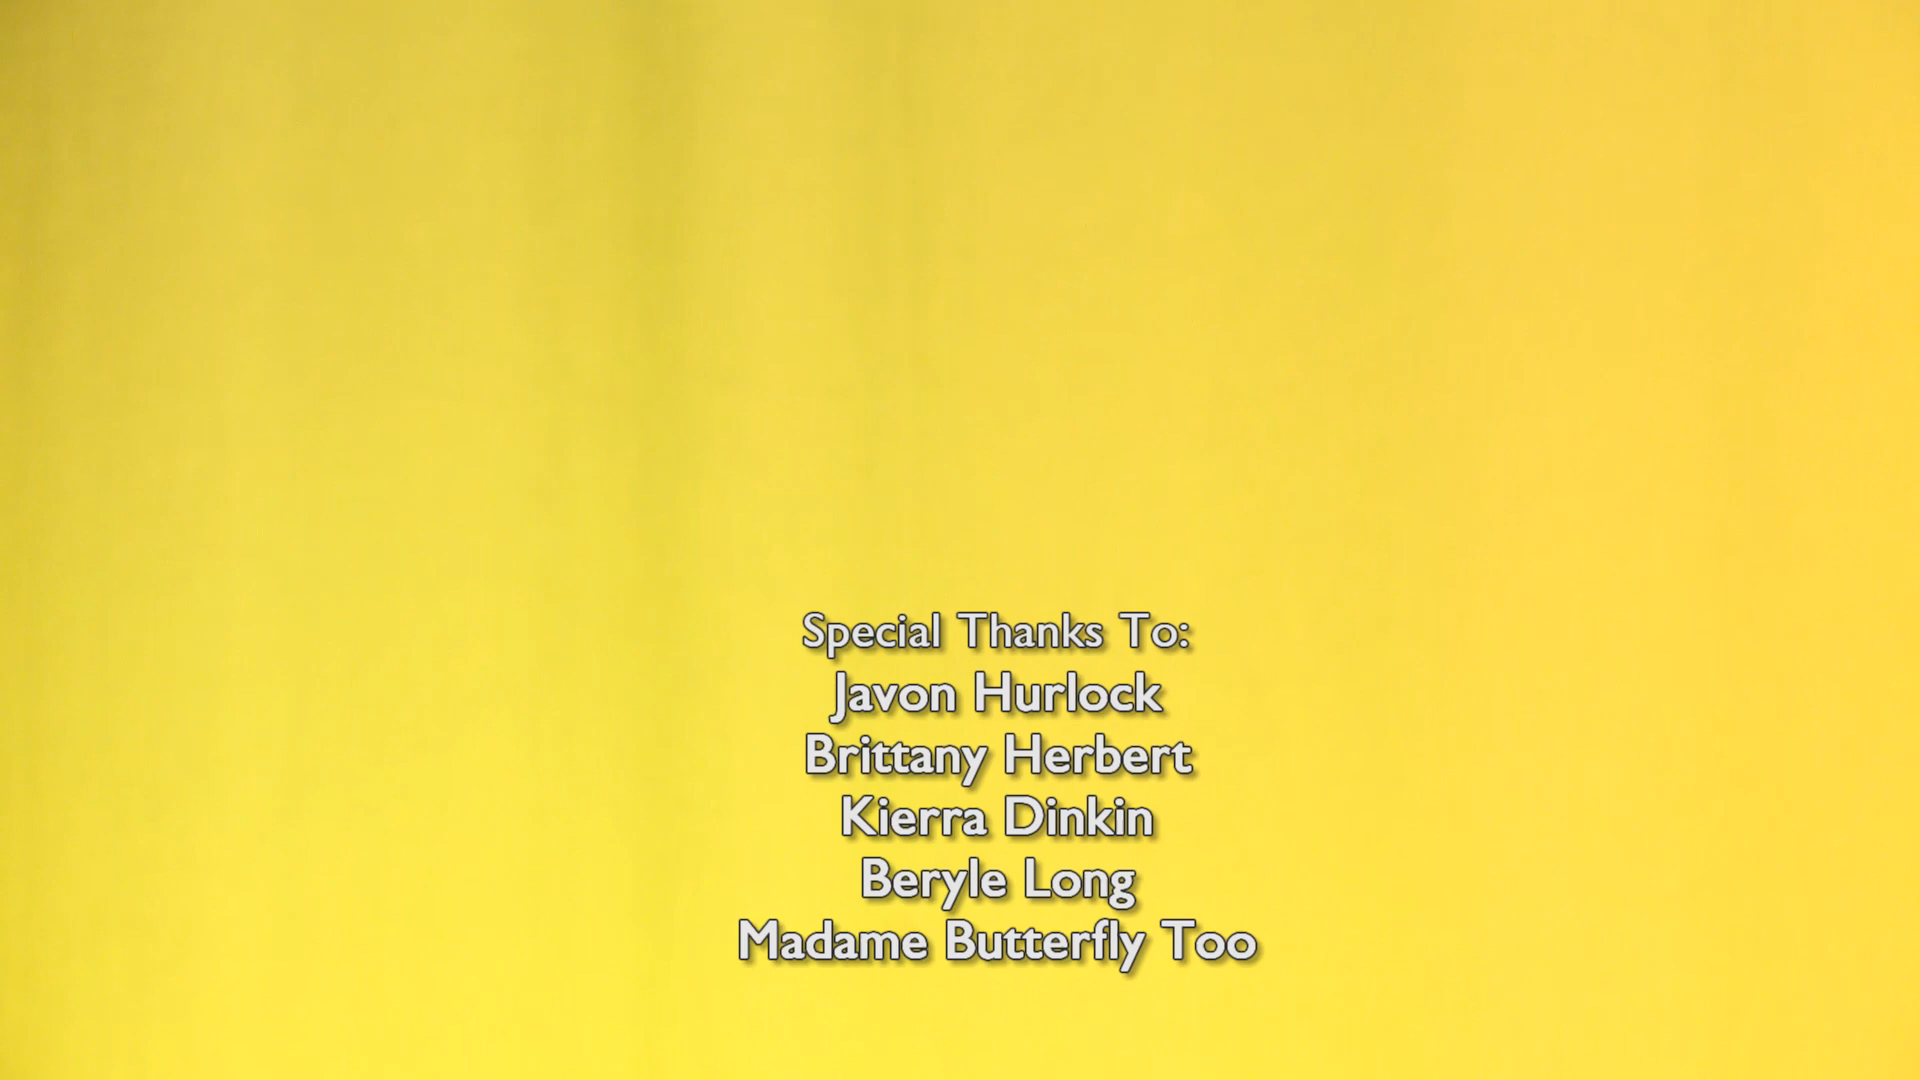 Special Thanks To:
Javon Hurlock
Brittany Herbert
Kierra Dinkin
Beryle Long
Madame Butterfly Too